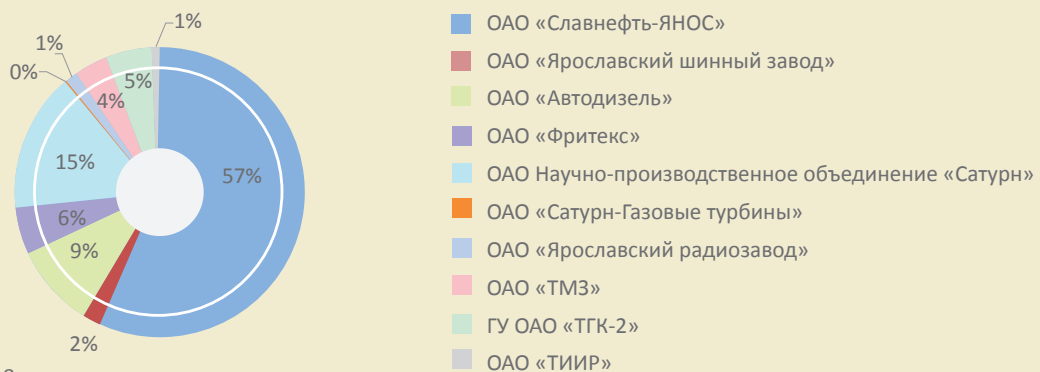 1%
1%
0%
5%
4%
15%
57%
6%
9%
2%
ОАО «Славнефть-ЯНОС»
ОАО «Ярославский шинный завод»
ОАО «Автодизель»
ОАО «Фритекс»
ОАО Научно-производственное объединение «Сатурн»
ОАО «Сатурн-Газовые турбины»
ОАО «Ярославский радиозавод»
ОАО «ТМЗ»
ГУ ОАО «ТГК-2»
ОАО «ТИИР»